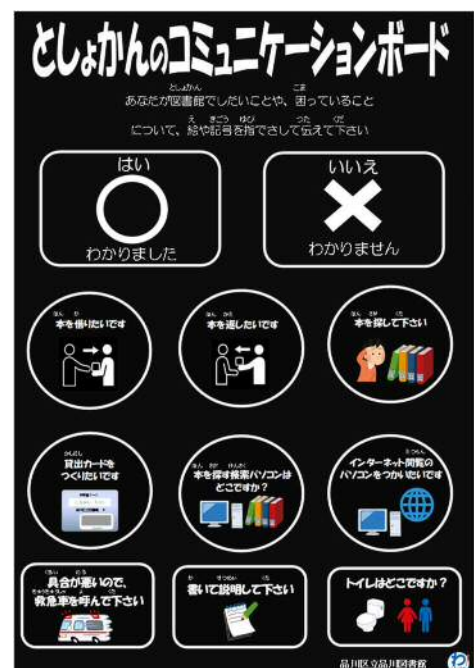 としょかんのコミュニケーションボード
あなたが図書館でしたいことや、困っていること
について、絵や記号を指でさして伝えて下さい
はい
わかりました
いいえ
わかりません
本を借りたいです
本を返したいです
本を探して下さい
貸出カードを
つくりたいです
本を探す検索パソコンは
どこですか？
インターネット閲覧の
パソコンをつかいたいです
具合が悪いので、
救急車を呼んで下さい
書いて説明して下さい
トイレはどこですか？
品川区立品川図書館